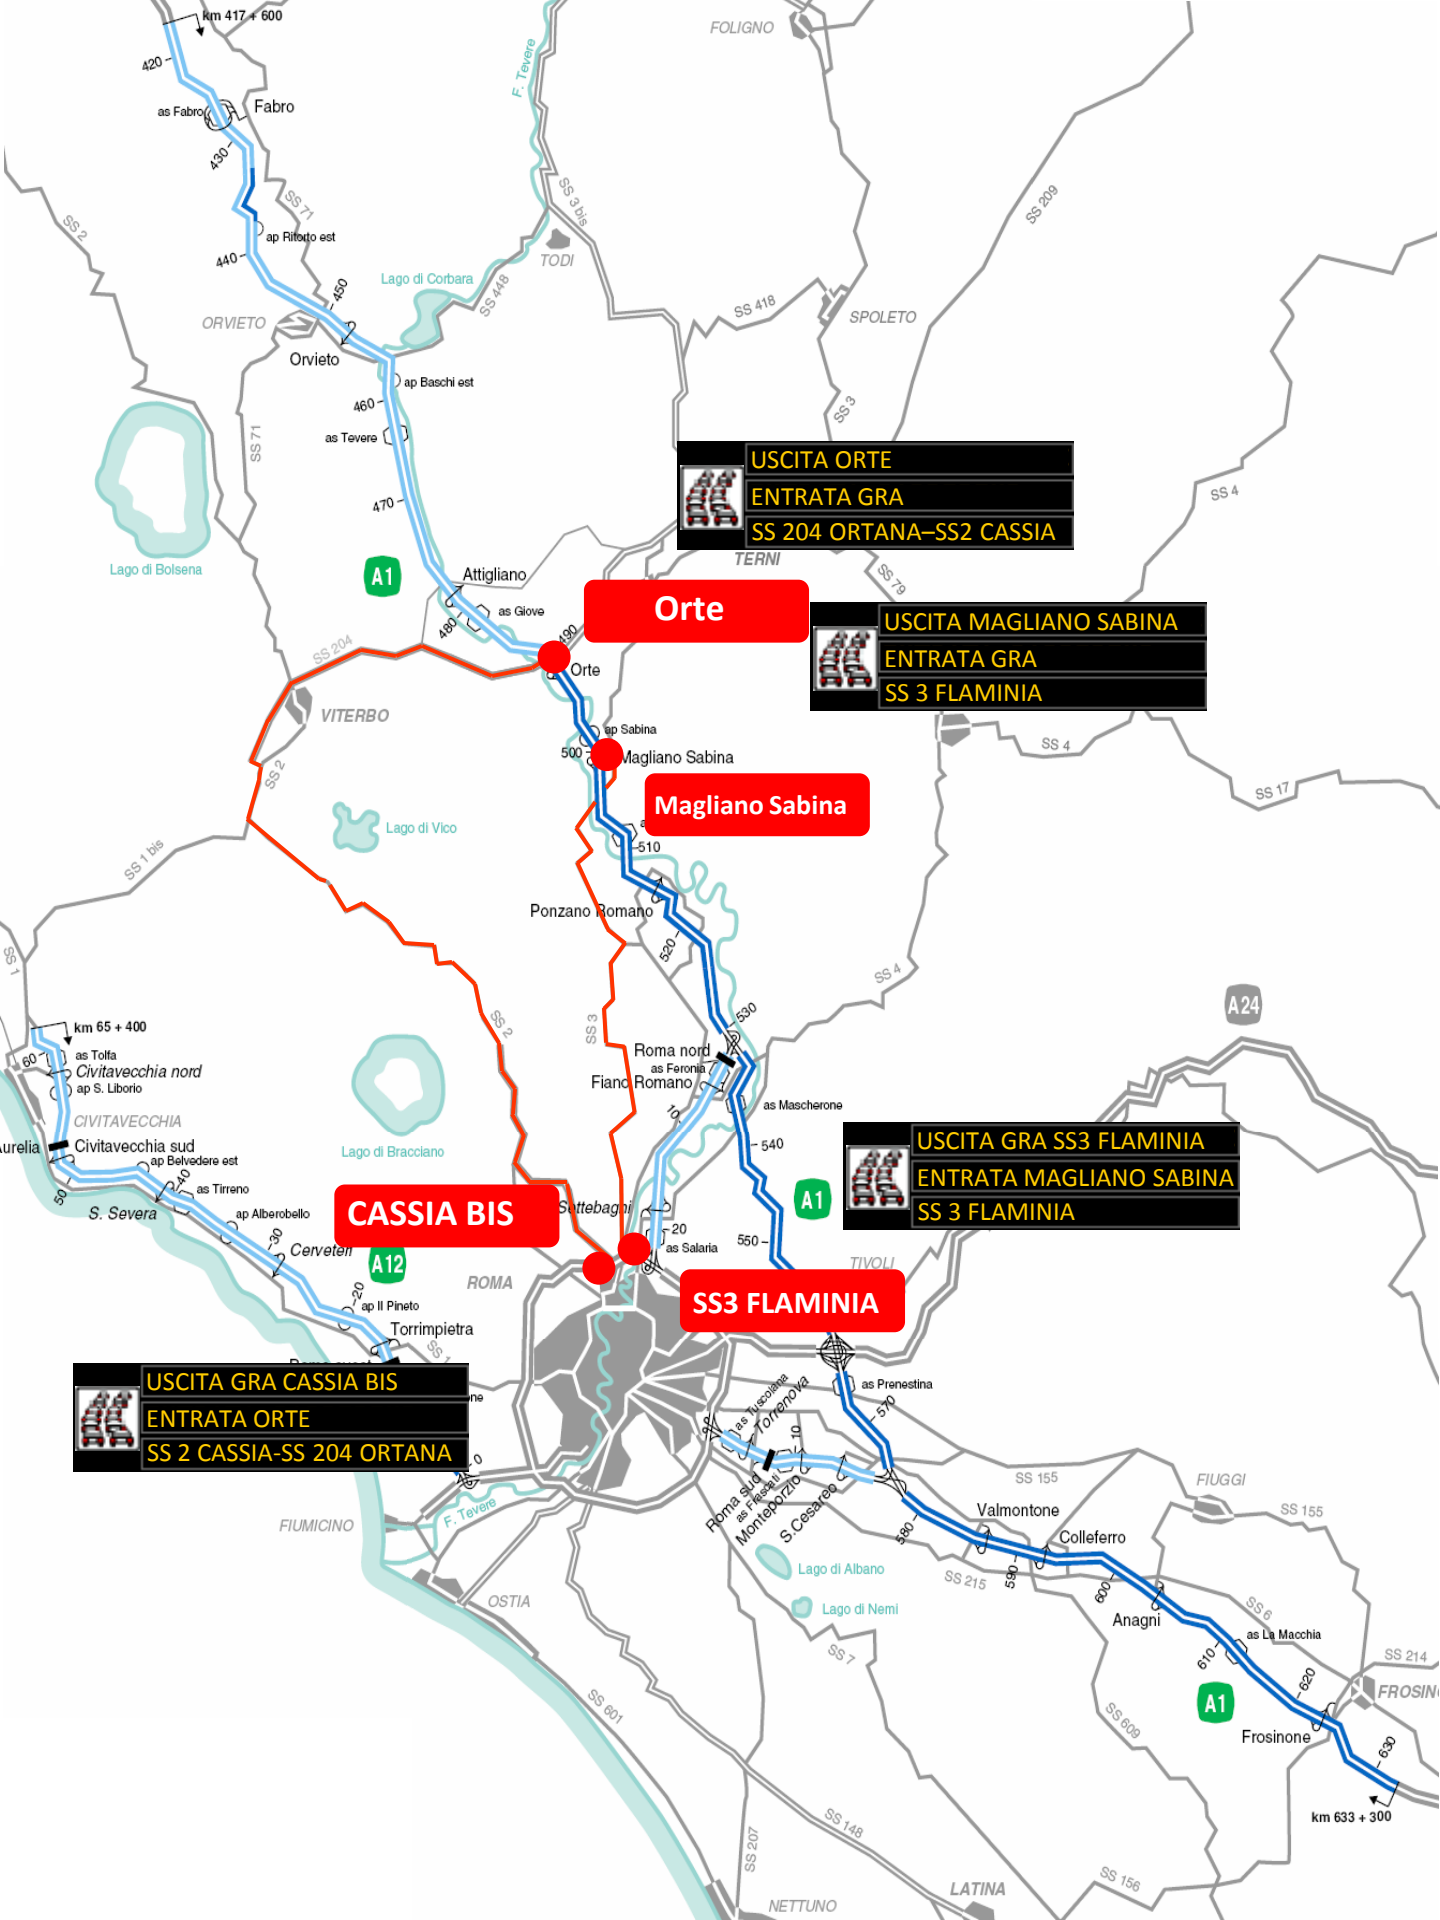 km 417 + 600
FOLIGNO
420
F. Tevere
as Fabro
Fabro
430
SS 71
SS 3 bis
SS 209
SS 2
ap Ritorto est
440
TODI
Lago di Corbara
450
SS 448
SS 418
SPOLETO
ORVIETO
Orvieto
ap Baschi est
460
SS 3
as Tevere
SS 71
USCITA ORTE
ENTRATA GRA
SS 204 ORTANA–SS2 CASSIA
SS 4
470
TERNI
Lago di Bolsena
A1
Attigliano
SS 79
as Giove
480
Orte
490
USCITA MAGLIANO SABINA
ENTRATA GRA
SS 3 FLAMINIA
SS 204
Orte
VITERBO
ap Sabina
500
Magliano Sabina
SS 4
SS 2
SS 17
Magliano Sabina
Lago di Vico
510
SS 1 bis
Ponzano Romano
520
SS 1
SS 4
A24
530
SS 2
SS 3
km 65 + 400
60
as Tolfa
Civitavecchia nord
ap S. Liborio
Roma nord
as Feronia
Fiano Romano
10
as Mascherone
CIVITAVECCHIA
Aurelia
Civitavecchia sud
Lago di Bracciano
540
USCITA GRA SS3 FLAMINIA
ENTRATA MAGLIANO SABINA
SS 3 FLAMINIA
ap Belvedere est
40
as Tirreno
50
S. Severa
ap Alberobello
30
Cerveteri
CASSIA BIS
Settebagni
20
as Salaria
A1
550
TIVOLI
A12
ROMA
SS3 FLAMINIA
20
ap Il Pineto
Torrimpietra
SS 1
USCITA GRA CASSIA BIS
ENTRATA ORTE
SS 2 CASSIA-SS 204 ORTANA
0
as Prenestina
570
as Tuscolana
Torrenova
10
Roma sud
as Frascati
Monteporzio
S.Cesareo
SS 155
FIUGGI
SS 155
Valmontone
Colleferro
580
590
600
F. Tevere
FIUMICINO
OSTIA
Lago di Albano
Lago di Nemi
SS 215
SS 6
Anagni
as La Macchia
610
SS 7
SS 214
620
FROSINO
A1
Frosinone
SS 601
SS 609
630
km 633 + 300
SS 148
SS 207
SS 156
LATINA
NETTUNO